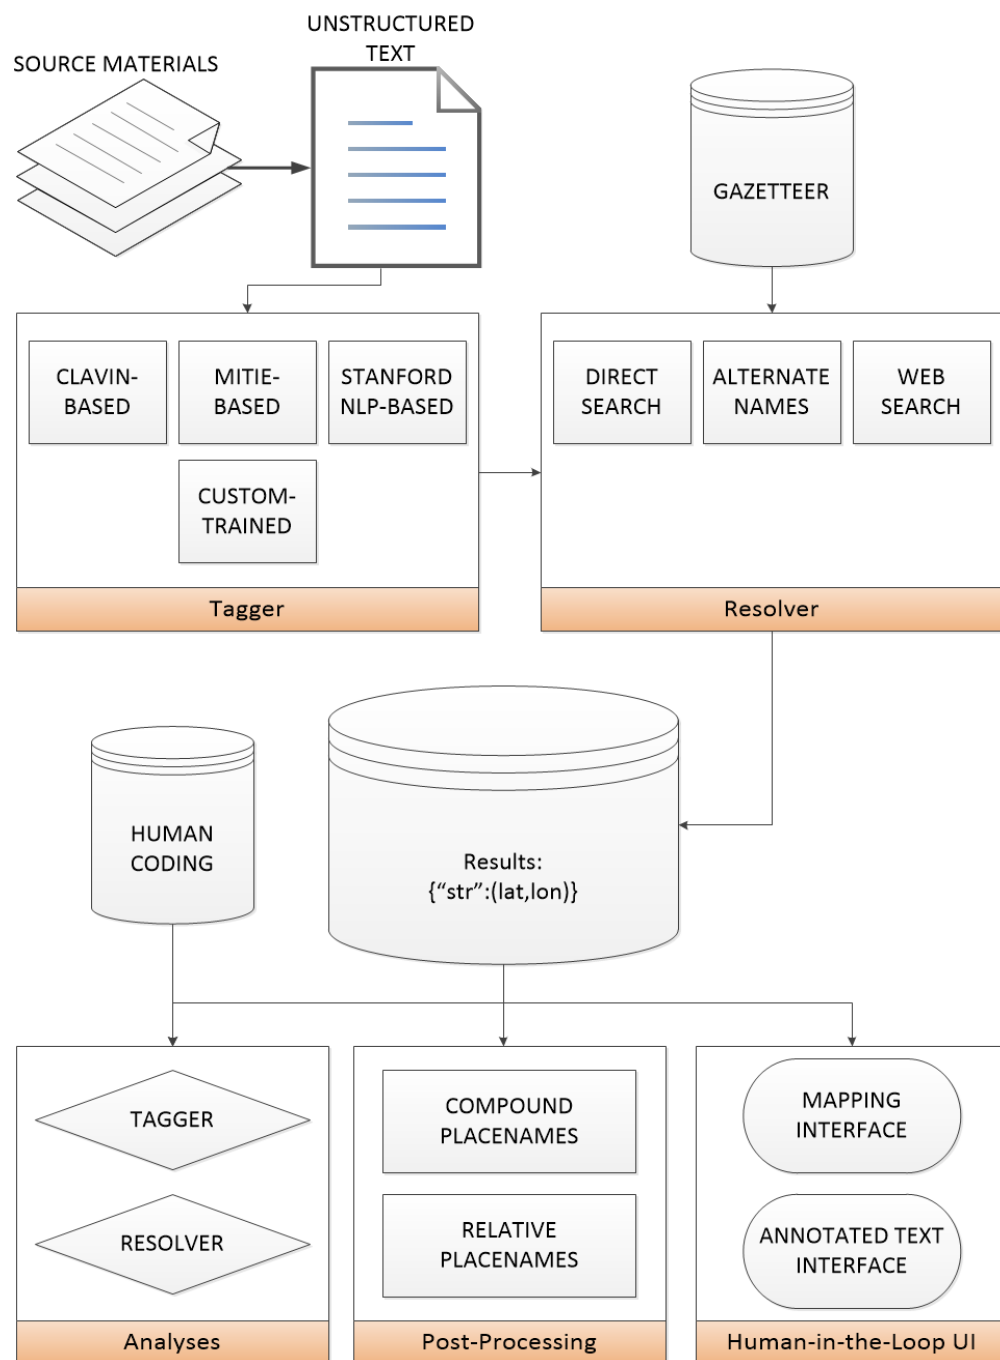 UNSTRUCTURED
TEXT
SOURCE MATERIALS
GAZETTEER
CLAVIN-
BASED
MITIE-
BASED
STANFORD
NLP-BASED
CUSTOM-
TRAINED
Tagger
DIRECT
SEARCH
ALTERNATE
NAMES
WEB
SEARCH
Resolver
HUMAN
CODING
Results:
{“str”:(lat,lon)}
TAGGER
RESOLVER
Analyses
COMPOUND
PLACENAMES
RELATIVE
PLACENAMES
Post-Processing
MAPPING
INTERFACE
ANNOTATED TEXT
INTERFACE
Human-in-the-Loop UI